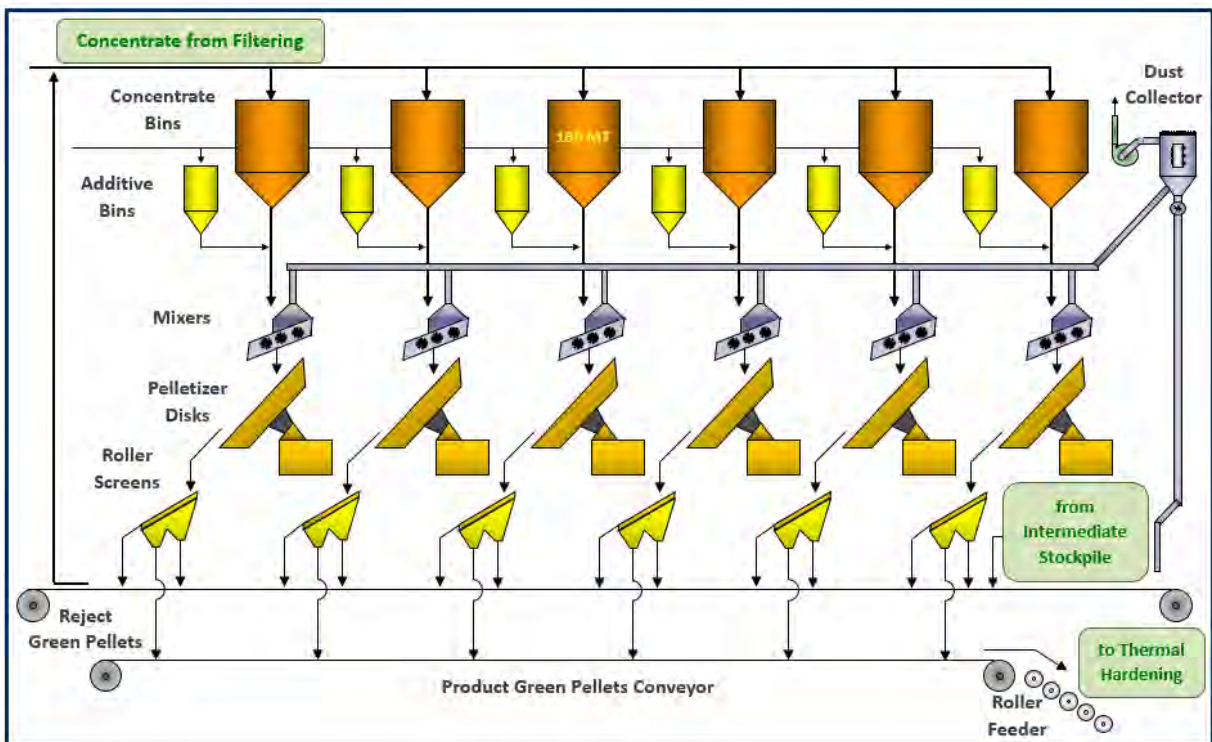 Concentrate from Filtering
Dust
Collector
Concentrate
Bins
180 MT
Additive
Bins
Mixers
Pelletizer
Disks
Roller
Screens
from
Intermediate
Stockpile
Reject
Green Pellets
to Thermal
Hardening
Product Green Pellets Conveyor
Roller
Feeder